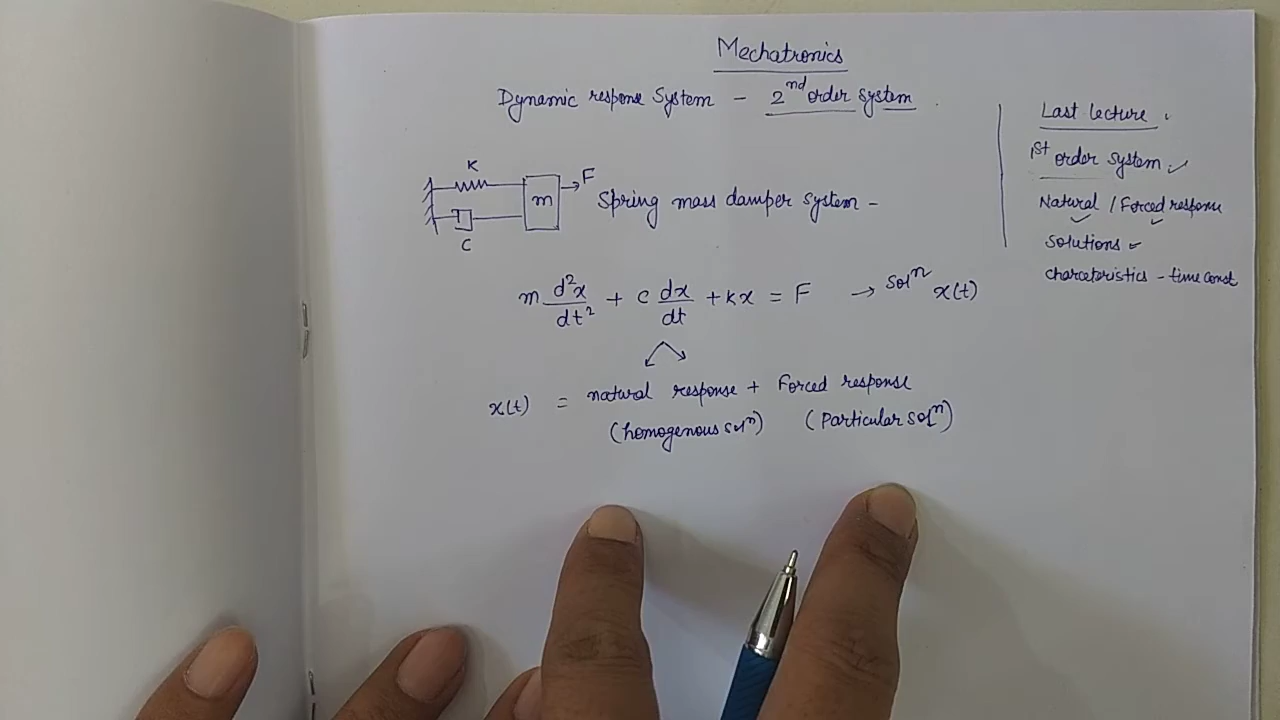 Mechatronics
Dynamic response System - 2nd order system
K
m
F
C
Spring mass damper system -
m d²x/dt² + c dx/dt + kx = F → solⁿ x(t)
x(t) = natural response + Forced response
(homogenous solⁿ) (Particular solⁿ)
Last lecture.
1st order system ✓
Natural / Forced response
✓ ✓
Solutions ✓
charcteristics - time const